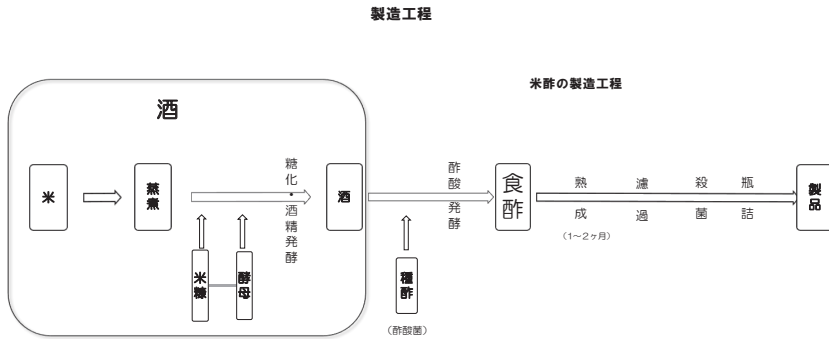 製造工程
米酢の製造工程
酒
米
蒸煮
糖化・酒精発酵
酒
酢酸発酵
食酢
熟成
濾過
殺菌
瓶詰
製品
(1～2ヶ月)
米糠
酵母
種酢
(酢酸菌)